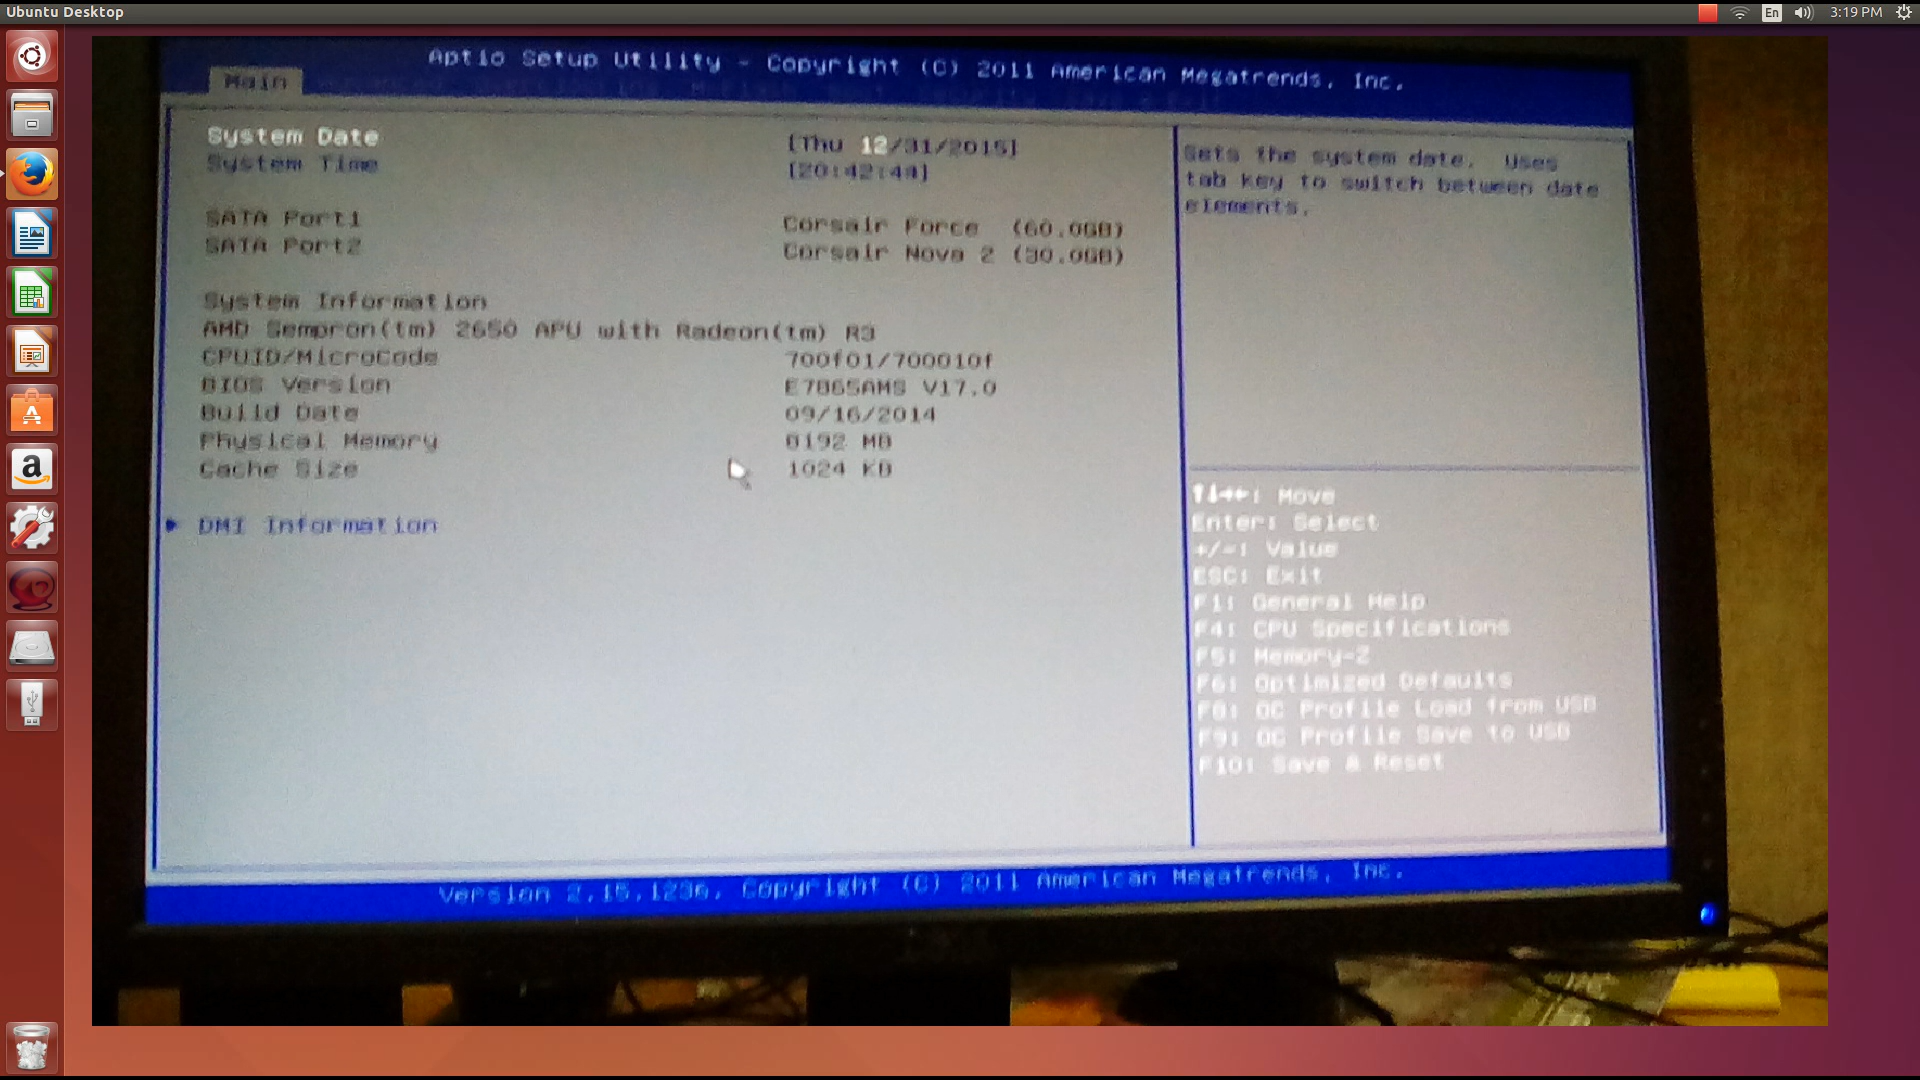 Ubuntu Desktop
En
3:19 PM
Aptio Setup Utility - Copyright (C) 2011 American Megatrends, Inc.
Main
System Date [Thu 12/31/2015]
System Time [20:42:44]
SATA Port1 Corsair Force (60.0GB)
SATA Port2 Corsair Nova 2 (30.0GB)
System Information
AMD Sempron(tm) 2650 APU with Radeon(tm) R3
CPUID/MicroCode 700f01/700010f
BIOS Version E7865AMS V17.0
Build Date 09/16/2014
Physical Memory 8192 MB
Cache Size 1024 KB
DMI Information
Sets the system date. Uses
tab key to switch between date
elements.
↑↓→←: Move
Enter: Select
+/-: Value
ESC: Exit
F1: General Help
F4: CPU Specifications
F5: Memory-Z
F6: Optimized Defaults
F8: OC Profile Load from USB
F9: OC Profile Save to USB
F10: Save & Reset
Version 2.15.1236. Copyright (C) 2011 American Megatrends, Inc.